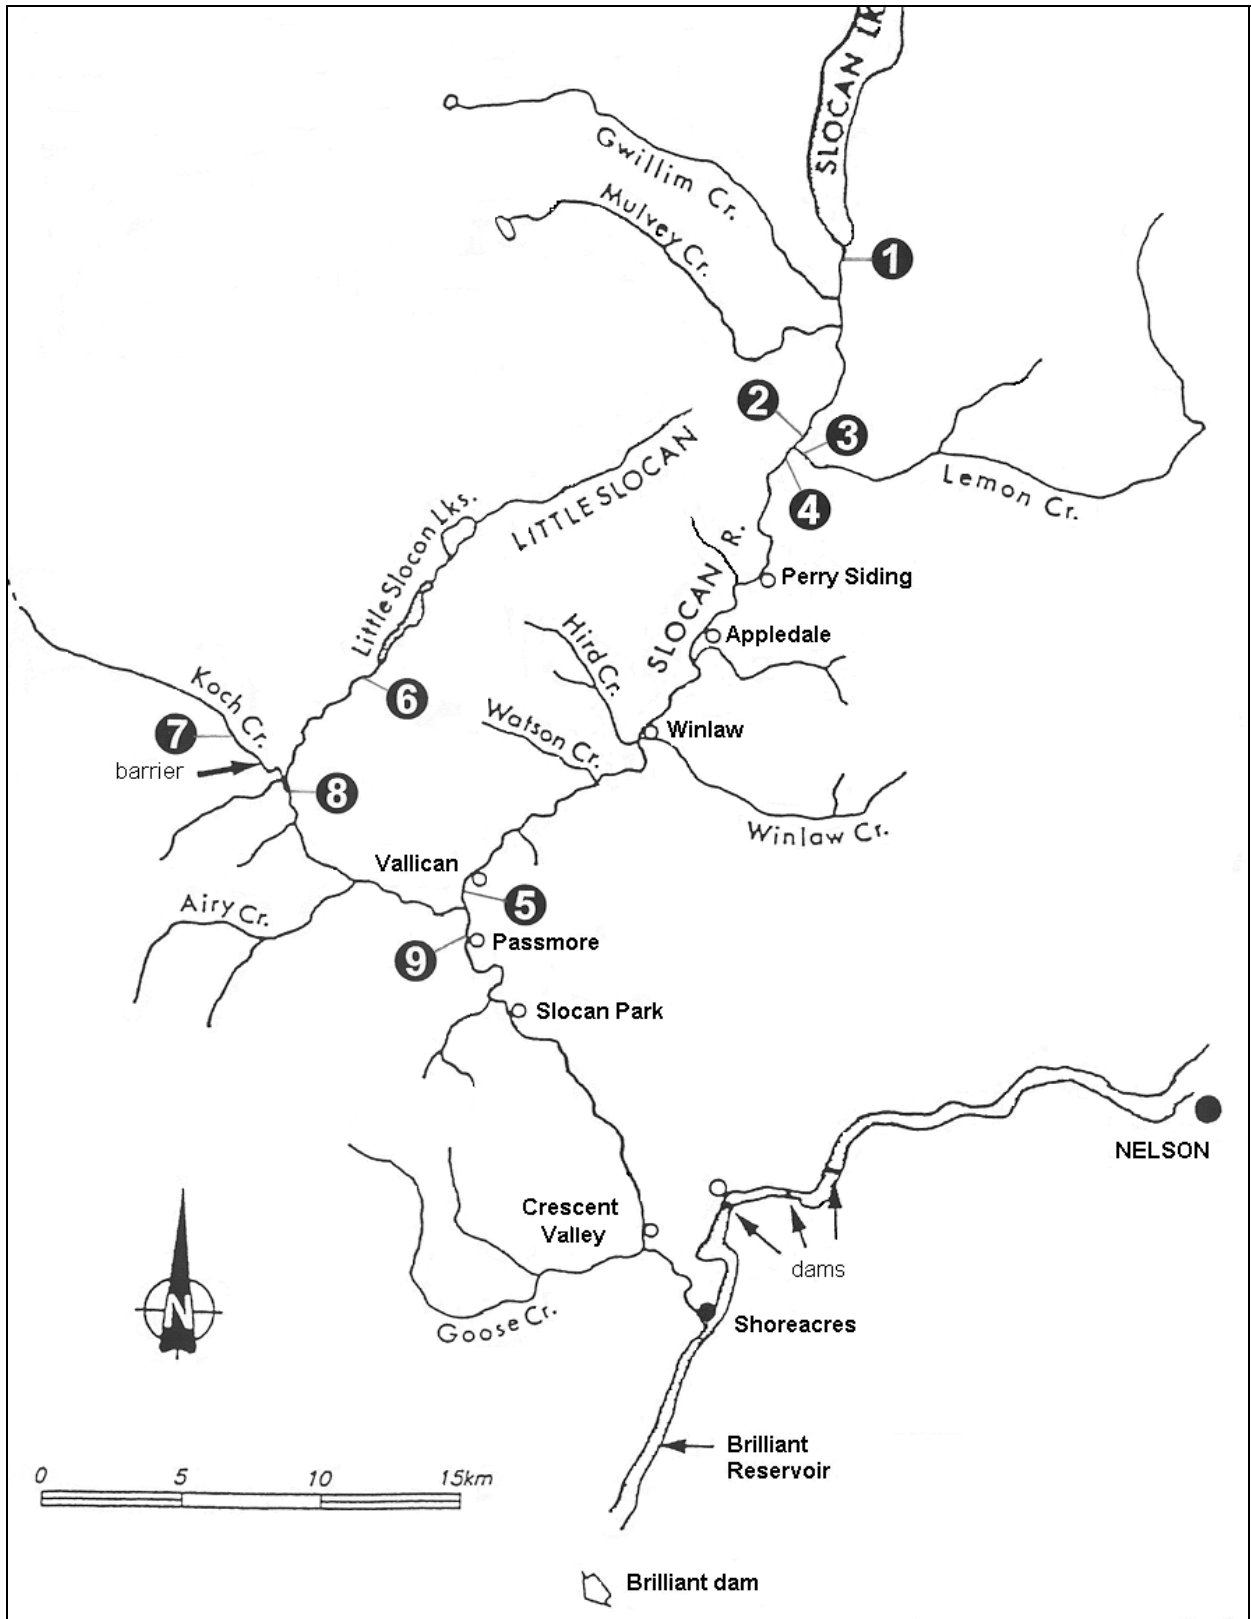 SLOCAN LK
Gwillim Cr.
Mulvey Cr.
1
2
3
Lemon Cr.
4
LITTLE SLOCAN
Little Slocon Lks.
SLOCAN R.
Perry Siding
Appledale
Hird Cr.
6
Koch Cr.
7
Watson Cr.
Winlaw
barrier
8
Winlaw Cr.
Vallican
5
Airy Cr.
Passmore
9
Slocan Park
NELSON
Crescent
Valley
dams
N
Goose Cr.
Shoreacres
Brilliant
Reservoir
0 5 10 15km
Brilliant dam